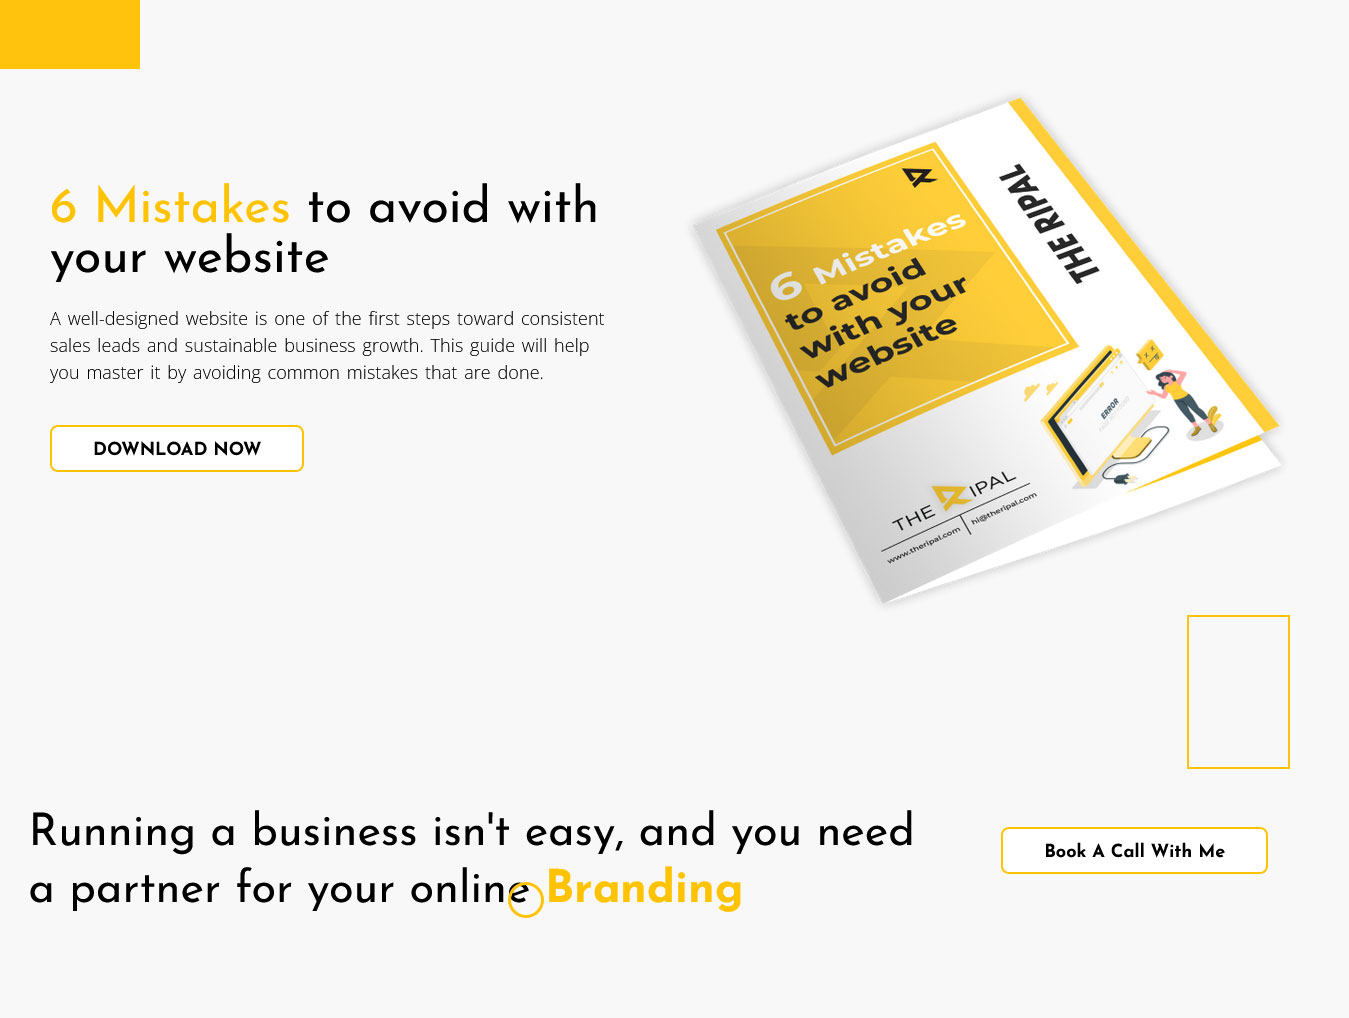 6 Mistakes to avoid with
your website
A well-designed website is one of the first steps toward consistent
sales leads and sustainable business growth. This guide will help
you master it by avoiding common mistakes that are done.
DOWNLOAD NOW
6 Mistakes
to avoid
with your
website
THE RIPAL
ERROR
THE RIPAL
www.theripal.com
hi@theripal.com
Running a business isn't easy, and you need
a partner for your online Branding
Book A Call With Me